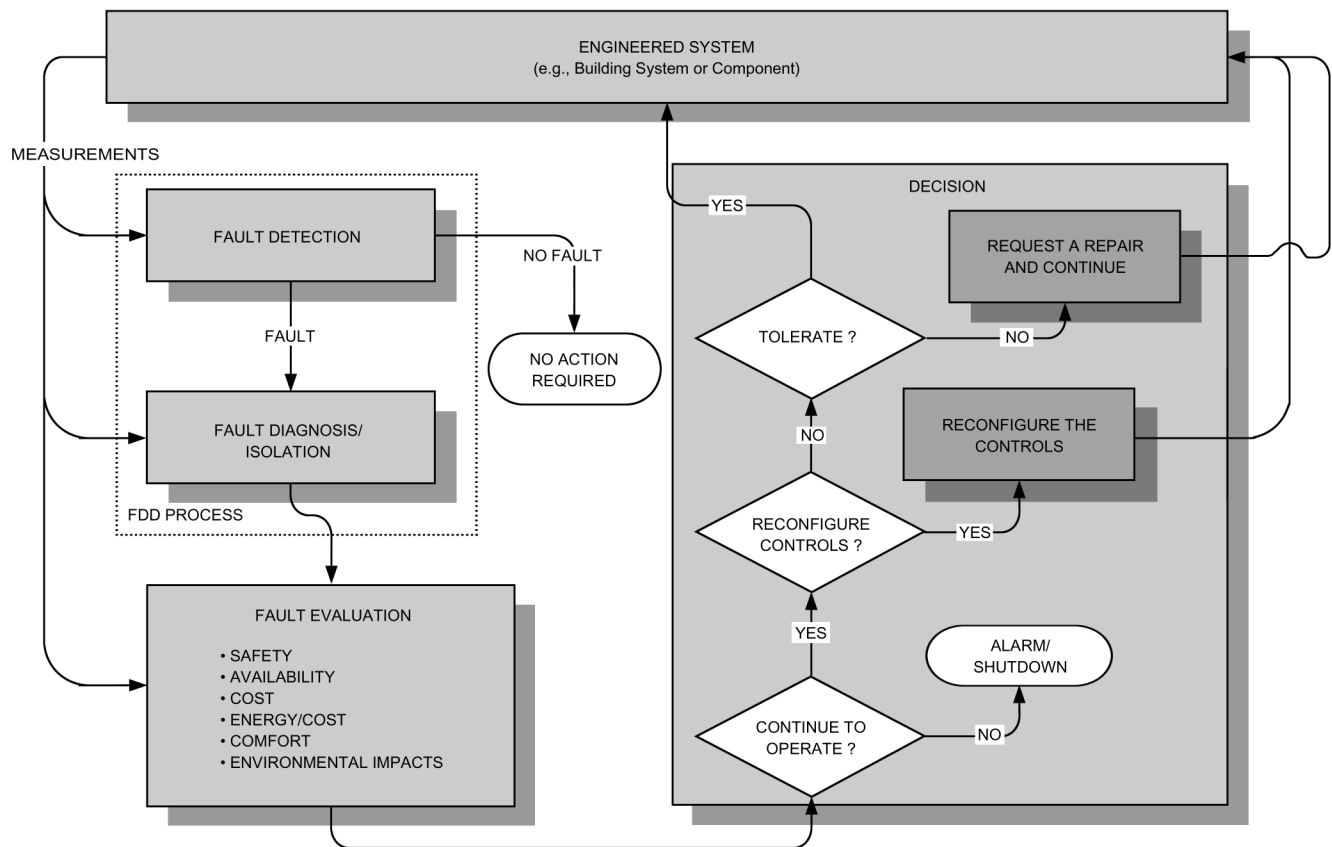 ENGINEERED SYSTEM
(e.g., Building System or Component)
MEASUREMENTS
FAULT DETECTION
NO FAULT
FAULT
NO ACTION
REQUIRED
FAULT DIAGNOSIS/
ISOLATION
FDD PROCESS
FAULT EVALUATION
• SAFETY
• AVAILABILITY
• COST
• ENERGY/COST
• COMFORT
• ENVIRONMENTAL IMPACTS
DECISION
YES
REQUEST A REPAIR
AND CONTINUE
TOLERATE ?
NO
NO
RECONFIGURE THE
CONTROLS
RECONFIGURE
CONTROLS ?
YES
YES
ALARM/
SHUTDOWN
CONTINUE TO
OPERATE ?
NO